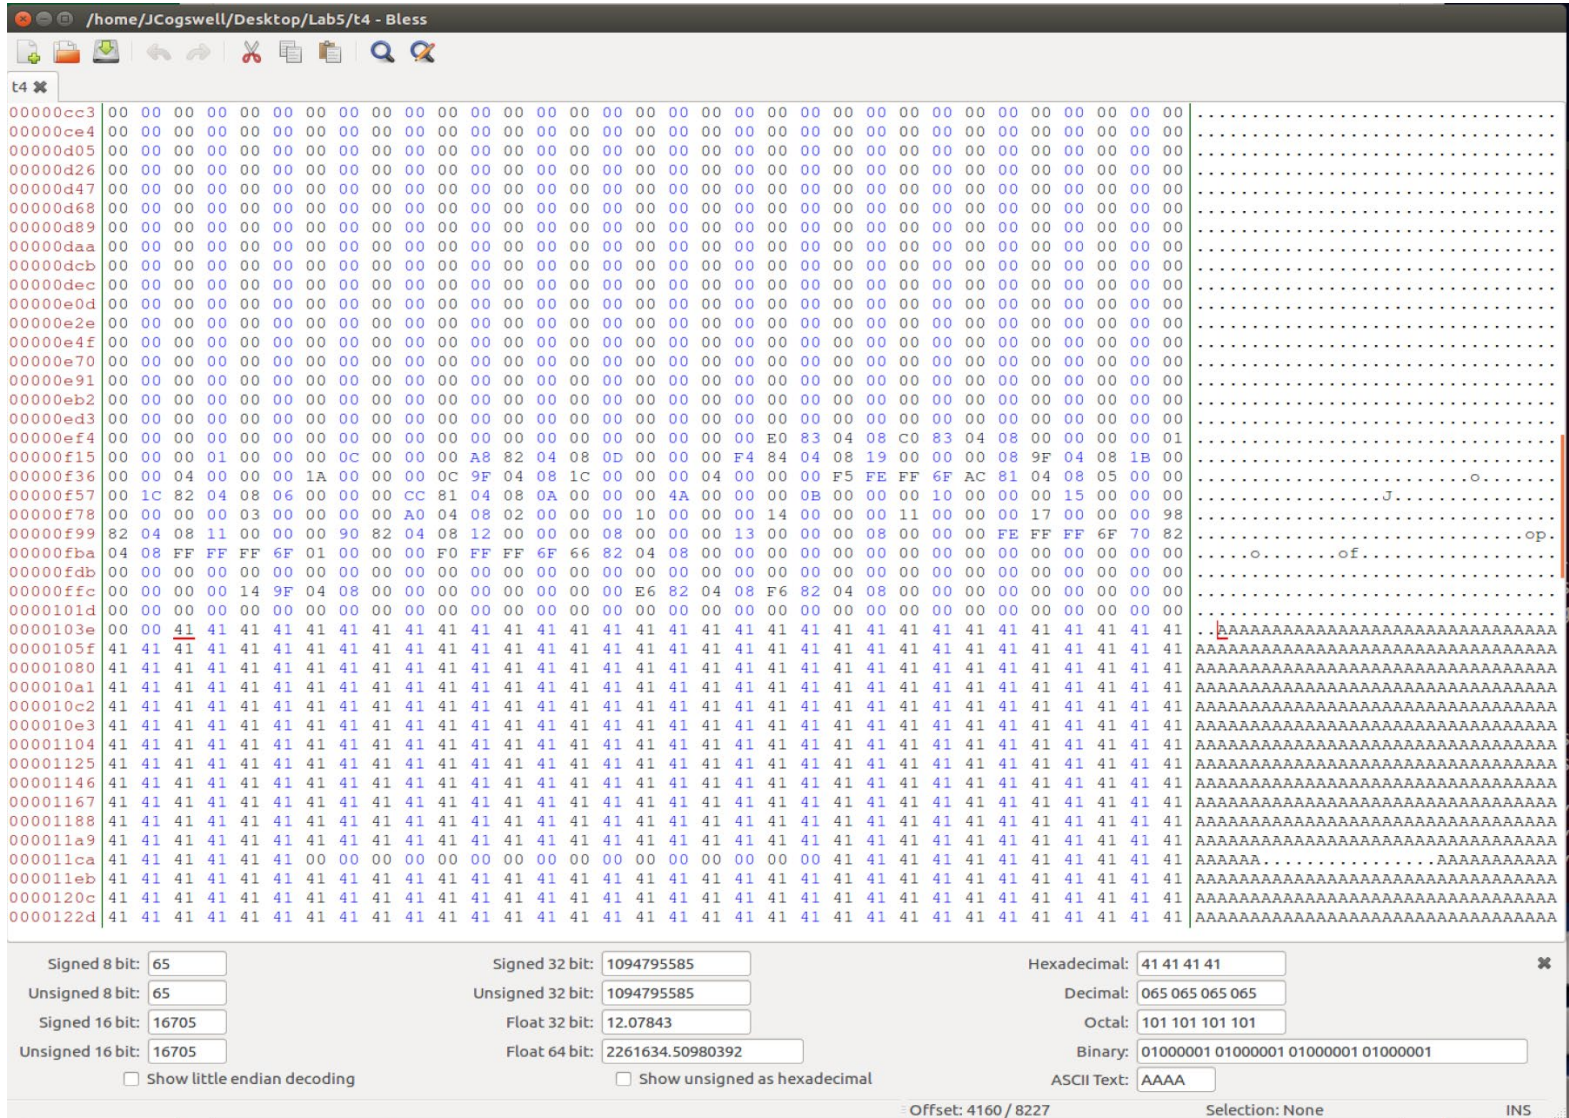 /home/JCogswell/Desktop/Lab5/t4 - Bless
t4
00000cc3 00 00 00 00 00 00 00 00 00 00 00 00 00 00 00 00 00 00 00 00 00 00 00 00 00 00 00 00 00 00 00 00 00 .................................
00000ce4 00 00 00 00 00 00 00 00 00 00 00 00 00 00 00 00 00 00 00 00 00 00 00 00 00 00 00 00 00 00 00 00 00 .................................
00000d05 00 00 00 00 00 00 00 00 00 00 00 00 00 00 00 00 00 00 00 00 00 00 00 00 00 00 00 00 00 00 00 00 00 .................................
00000d26 00 00 00 00 00 00 00 00 00 00 00 00 00 00 00 00 00 00 00 00 00 00 00 00 00 00 00 00 00 00 00 00 00 .................................
00000d47 00 00 00 00 00 00 00 00 00 00 00 00 00 00 00 00 00 00 00 00 00 00 00 00 00 00 00 00 00 00 00 00 00 .................................
00000d68 00 00 00 00 00 00 00 00 00 00 00 00 00 00 00 00 00 00 00 00 00 00 00 00 00 00 00 00 00 00 00 00 00 .................................
00000d89 00 00 00 00 00 00 00 00 00 00 00 00 00 00 00 00 00 00 00 00 00 00 00 00 00 00 00 00 00 00 00 00 00 .................................
00000daa 00 00 00 00 00 00 00 00 00 00 00 00 00 00 00 00 00 00 00 00 00 00 00 00 00 00 00 00 00 00 00 00 00 .................................
00000dcb 00 00 00 00 00 00 00 00 00 00 00 00 00 00 00 00 00 00 00 00 00 00 00 00 00 00 00 00 00 00 00 00 00 .................................
00000dec 00 00 00 00 00 00 00 00 00 00 00 00 00 00 00 00 00 00 00 00 00 00 00 00 00 00 00 00 00 00 00 00 00 .................................
00000e0d 00 00 00 00 00 00 00 00 00 00 00 00 00 00 00 00 00 00 00 00 00 00 00 00 00 00 00 00 00 00 00 00 00 .................................
00000e2e 00 00 00 00 00 00 00 00 00 00 00 00 00 00 00 00 00 00 00 00 00 00 00 00 00 00 00 00 00 00 00 00 00 .................................
00000e4f 00 00 00 00 00 00 00 00 00 00 00 00 00 00 00 00 00 00 00 00 00 00 00 00 00 00 00 00 00 00 00 00 00 .................................
00000e70 00 00 00 00 00 00 00 00 00 00 00 00 00 00 00 00 00 00 00 00 00 00 00 00 00 00 00 00 00 00 00 00 00 .................................
00000e91 00 00 00 00 00 00 00 00 00 00 00 00 00 00 00 00 00 00 00 00 00 00 00 00 00 00 00 00 00 00 00 00 00 .................................
00000eb2 00 00 00 00 00 00 00 00 00 00 00 00 00 00 00 00 00 00 00 00 00 00 00 00 00 00 00 00 00 00 00 00 00 .................................
00000ed3 00 00 00 00 00 00 00 00 00 00 00 00 00 00 00 00 00 00 00 00 00 00 00 00 00 00 00 00 00 00 00 00 00 .................................
00000ef4 00 00 00 00 00 00 00 00 00 00 00 00 00 00 00 00 00 00 00 00 E0 83 04 08 C0 83 04 08 00 00 00 00 01 .................................
00000f15 00 00 00 01 00 00 00 0C 00 00 00 A8 82 04 08 0D 00 00 00 F4 84 04 08 19 00 00 00 08 9F 04 08 1B 00 .................................
00000f36 00 00 04 00 00 00 1A 00 00 00 0C 9F 04 08 1C 00 00 00 04 00 00 00 F5 FE FF 6F AC 81 04 08 05 00 00 .........................o.......
00000f57 00 1C 82 04 08 06 00 00 00 CC 81 04 08 0A 00 00 00 4A 00 00 00 0B 00 00 00 10 00 00 00 15 00 00 00 .................J...............
00000f78 00 00 00 00 03 00 00 00 00 A0 04 08 02 00 00 00 10 00 00 00 14 00 00 00 11 00 00 00 17 00 00 00 98 .................................
00000f99 82 04 08 11 00 00 00 90 82 04 08 12 00 00 00 08 00 00 00 13 00 00 00 08 00 00 00 FE FF FF 6F 70 82 ..............................op.
00000fba 04 08 FF FF FF 6F 01 00 00 00 F0 FF FF 6F 66 82 04 08 00 00 00 00 00 00 00 00 00 00 00 00 00 00 00 .....o.......of..................
00000fdb 00 00 00 00 00 00 00 00 00 00 00 00 00 00 00 00 00 00 00 00 00 00 00 00 00 00 00 00 00 00 00 00 00 .................................
00000ffc 00 00 00 00 14 9F 04 08 00 00 00 00 00 00 00 00 E6 82 04 08 F6 82 04 08 00 00 00 00 00 00 00 00 00 .................................
0000101d 00 00 00 00 00 00 00 00 00 00 00 00 00 00 00 00 00 00 00 00 00 00 00 00 00 00 00 00 00 00 00 00 00 .................................
0000103e 00 00 41 41 41 41 41 41 41 41 41 41 41 41 41 41 41 41 41 41 41 41 41 41 41 41 41 41 41 41 41 41 41 ..AAAAAAAAAAAAAAAAAAAAAAAAAAAAAAA
0000105f 41 41 41 41 41 41 41 41 41 41 41 41 41 41 41 41 41 41 41 41 41 41 41 41 41 41 41 41 41 41 41 41 41 AAAAAAAAAAAAAAAAAAAAAAAAAAAAAAAAA
00001080 41 41 41 41 41 41 41 41 41 41 41 41 41 41 41 41 41 41 41 41 41 41 41 41 41 41 41 41 41 41 41 41 41 AAAAAAAAAAAAAAAAAAAAAAAAAAAAAAAAA
000010a1 41 41 41 41 41 41 41 41 41 41 41 41 41 41 41 41 41 41 41 41 41 41 41 41 41 41 41 41 41 41 41 41 41 AAAAAAAAAAAAAAAAAAAAAAAAAAAAAAAAA
000010c2 41 41 41 41 41 41 41 41 41 41 41 41 41 41 41 41 41 41 41 41 41 41 41 41 41 41 41 41 41 41 41 41 41 AAAAAAAAAAAAAAAAAAAAAAAAAAAAAAAAA
000010e3 41 41 41 41 41 41 41 41 41 41 41 41 41 41 41 41 41 41 41 41 41 41 41 41 41 41 41 41 41 41 41 41 41 AAAAAAAAAAAAAAAAAAAAAAAAAAAAAAAAA
00001104 41 41 41 41 41 41 41 41 41 41 41 41 41 41 41 41 41 41 41 41 41 41 41 41 41 41 41 41 41 41 41 41 41 AAAAAAAAAAAAAAAAAAAAAAAAAAAAAAAAA
00001125 41 41 41 41 41 41 41 41 41 41 41 41 41 41 41 41 41 41 41 41 41 41 41 41 41 41 41 41 41 41 41 41 41 AAAAAAAAAAAAAAAAAAAAAAAAAAAAAAAAA
00001146 41 41 41 41 41 41 41 41 41 41 41 41 41 41 41 41 41 41 41 41 41 41 41 41 41 41 41 41 41 41 41 41 41 AAAAAAAAAAAAAAAAAAAAAAAAAAAAAAAAA
00001167 41 41 41 41 41 41 41 41 41 41 41 41 41 41 41 41 41 41 41 41 41 41 41 41 41 41 41 41 41 41 41 41 41 AAAAAAAAAAAAAAAAAAAAAAAAAAAAAAAAA
00001188 41 41 41 41 41 41 41 41 41 41 41 41 41 41 41 41 41 41 41 41 41 41 41 41 41 41 41 41 41 41 41 41 41 AAAAAAAAAAAAAAAAAAAAAAAAAAAAAAAAA
000011a9 41 41 41 41 41 41 41 41 41 41 41 41 41 41 41 41 41 41 41 41 41 41 41 41 41 41 41 41 41 41 41 41 41 AAAAAAAAAAAAAAAAAAAAAAAAAAAAAAAAA
000011ca 41 41 41 41 41 41 00 00 00 00 00 00 00 00 00 00 00 00 00 00 00 00 41 41 41 41 41 41 41 41 41 41 41 AAAAAA................AAAAAAAAAAA
000011eb 41 41 41 41 41 41 41 41 41 41 41 41 41 41 41 41 41 41 41 41 41 41 41 41 41 41 41 41 41 41 41 41 41 AAAAAAAAAAAAAAAAAAAAAAAAAAAAAAAAA
0000120c 41 41 41 41 41 41 41 41 41 41 41 41 41 41 41 41 41 41 41 41 41 41 41 41 41 41 41 41 41 41 41 41 41 AAAAAAAAAAAAAAAAAAAAAAAAAAAAAAAAA
0000122d 41 41 41 41 41 41 41 41 41 41 41 41 41 41 41 41 41 41 41 41 41 41 41 41 41 41 41 41 41 41 41 41 41 AAAAAAAAAAAAAAAAAAAAAAAAAAAAAAAAA
Signed 8 bit: 65 Signed 32 bit: 1094795585 Hexadecimal: 41 41 41 41
Unsigned 8 bit: 65 Unsigned 32 bit: 1094795585 Decimal: 065 065 065 065
Signed 16 bit: 16705 Float 32 bit: 12.07843 Octal: 101 101 101 101
Unsigned 16 bit: 16705 Float 64 bit: 2261634.50980392 Binary: 01000001 01000001 01000001 01000001
Show little endian decoding Show unsigned as hexadecimal ASCII Text: AAAA
Offset: 4160 / 8227 Selection: None INS